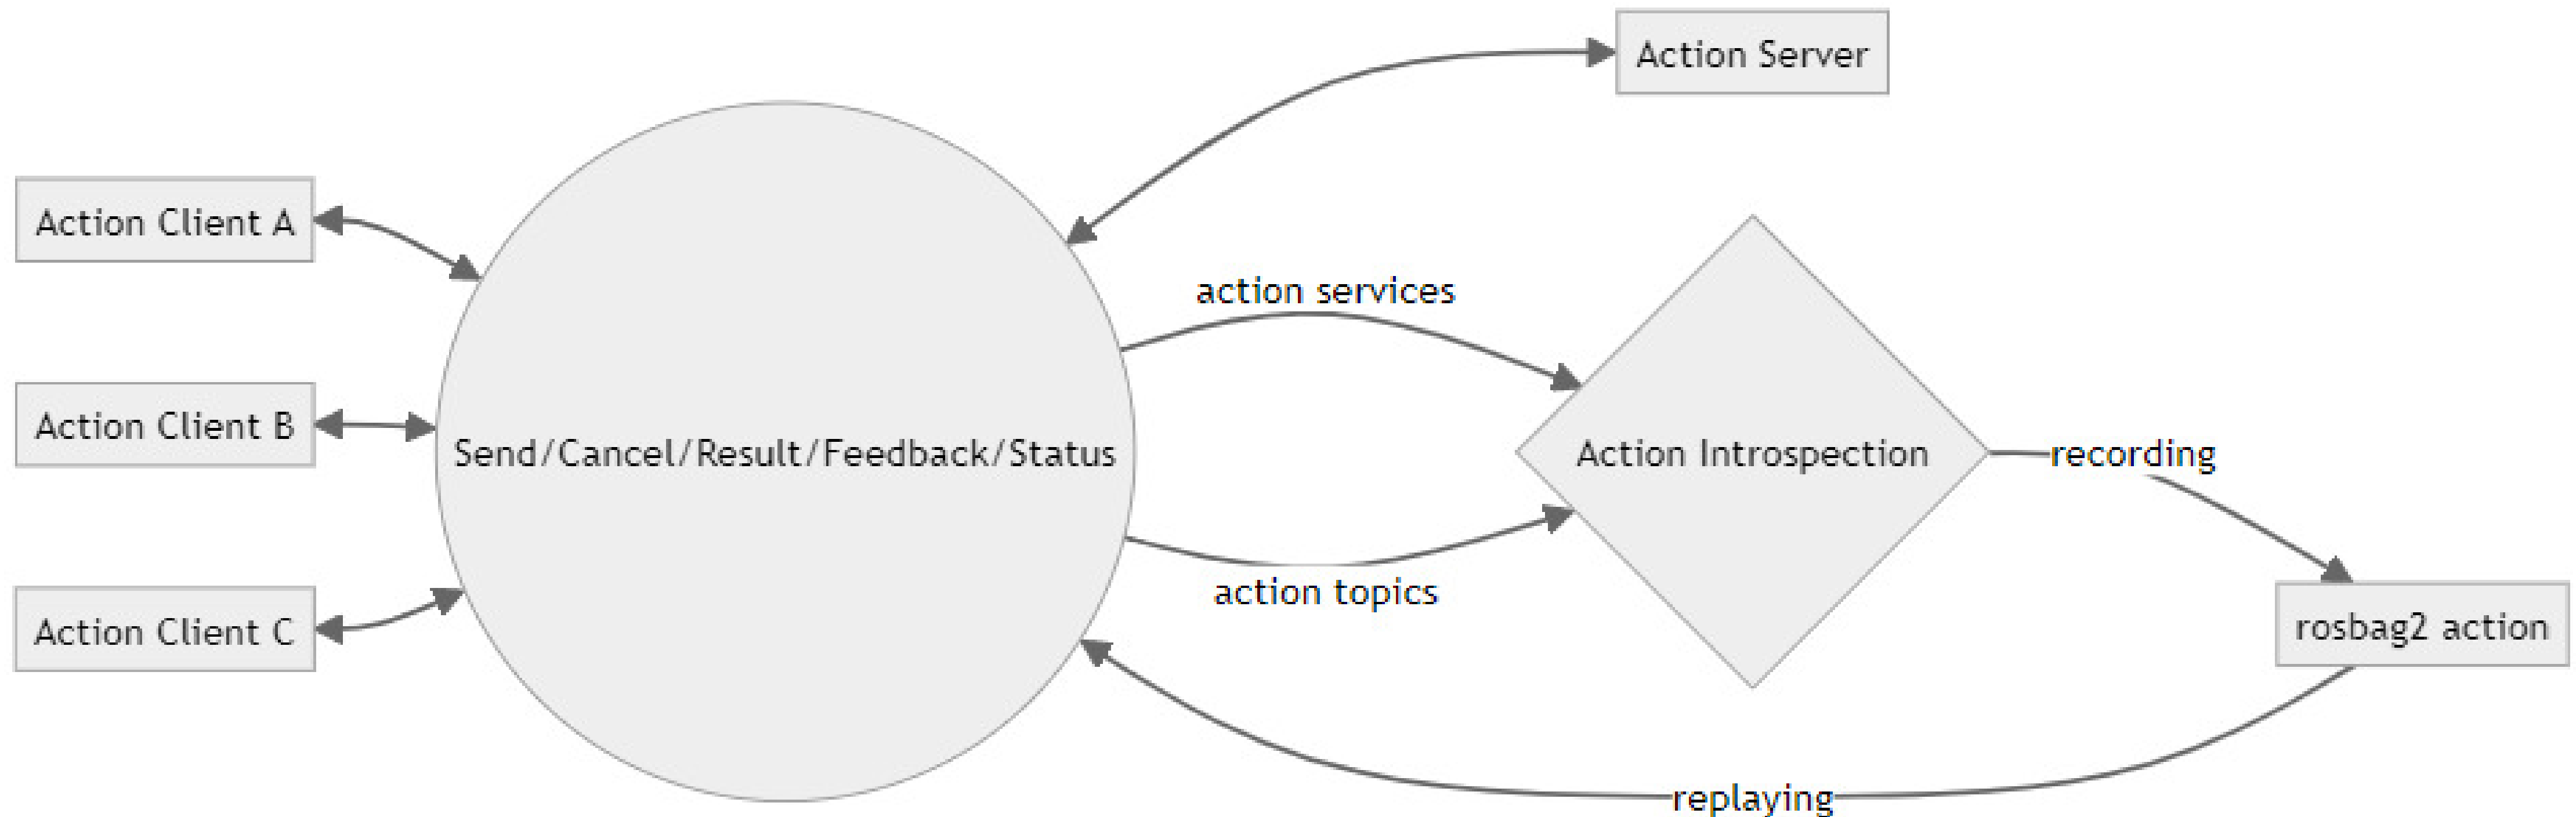 Action Server
Action Client A
action services
Action Client B
Send/Cancel/Result/Feedback/Status
Action Introspection
recording
action topics
Action Client C
rosbag2 action
replaying